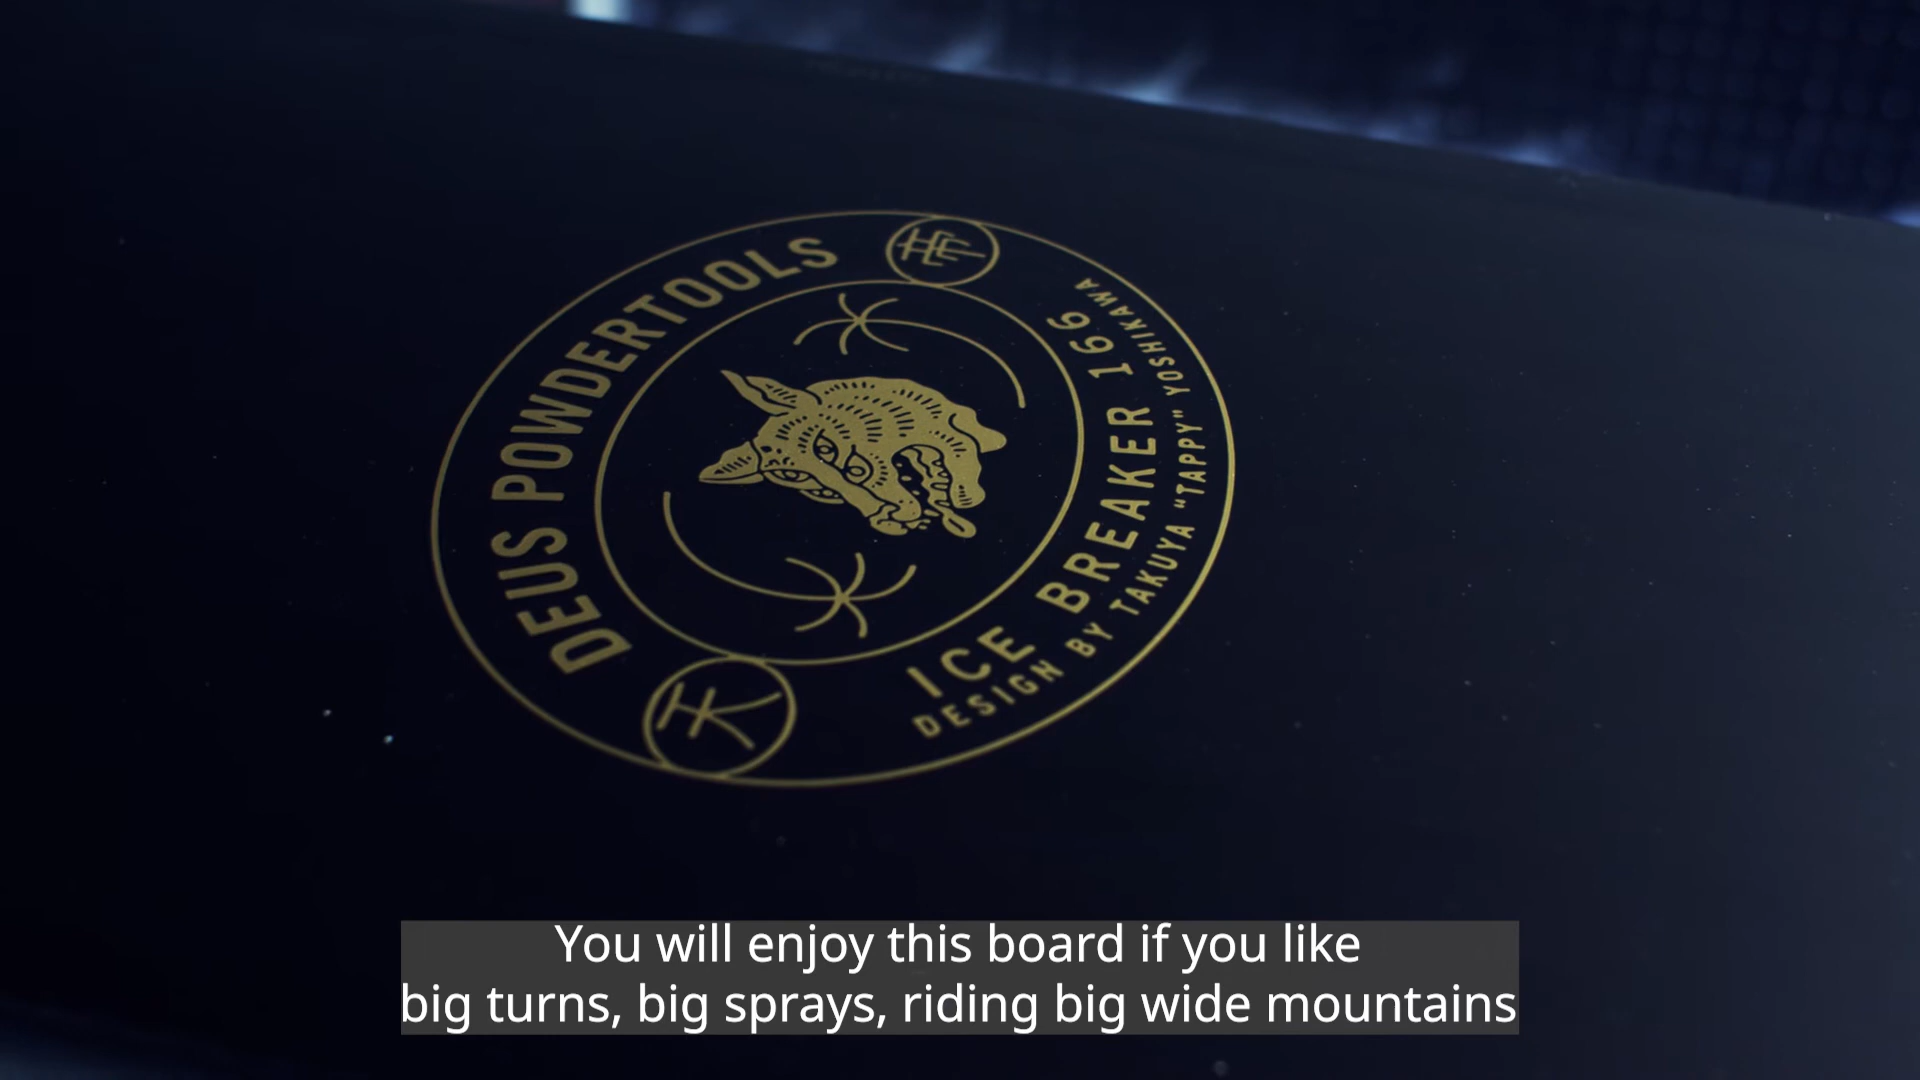 DEUS POWDERTOOLS
ICE BREAKER 166
DESIGN BY TAKUYA "TAPPY" YOSHIKAWA
You will enjoy this board if you like
big turns, big sprays, riding big wide mountains